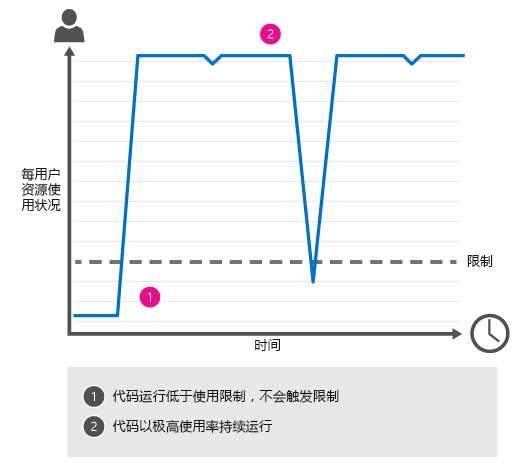 2
每用户
资源使
用状况
限制
1
时间
1 代码运行低于使用限制，不会触发限制
2 代码以极高使用率持续运行